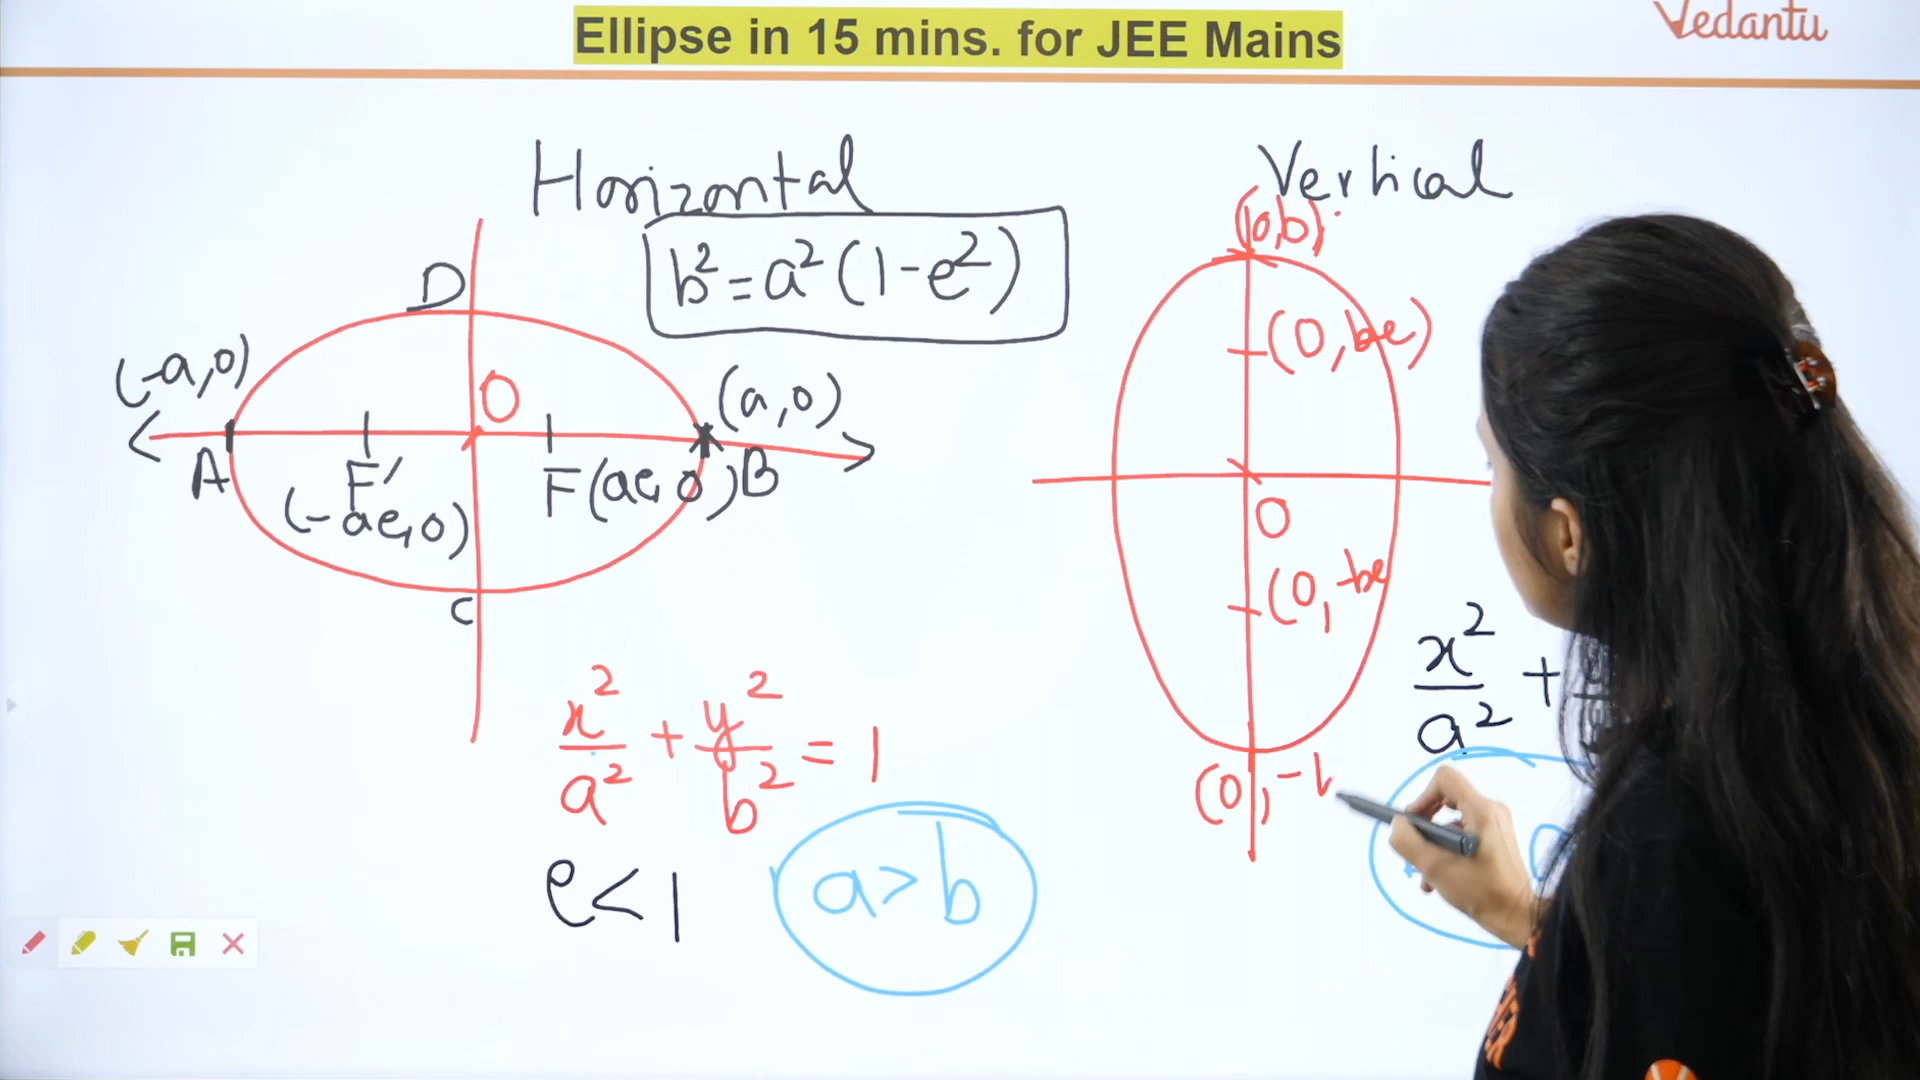 Ellipse in 15 mins. for JEE Mains
Vedantu
Horizontal
b² = a² (1 - e²)
D
(-a, 0)
O
(a, 0)
A
F′
(-ae, 0)
F(ae, 0)
B
C
x²/a² + y²/b² = 1
e < 1
a > b
Vertical
(0, b)
(0, be)
O
(0, -be
(0, -b
x²/a² +